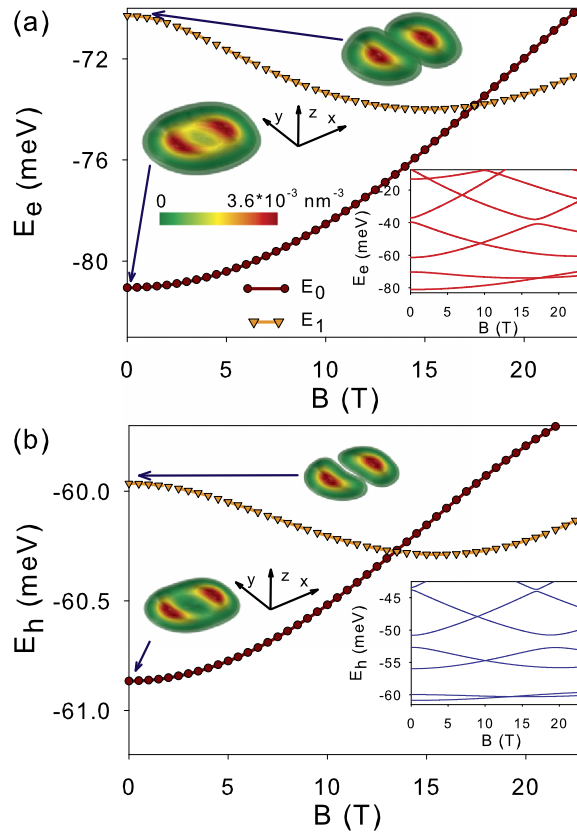 (a)
-72
-76
-80
E_e (meV)
y z x
0 3.6*10^-3 nm^-3
E_0
E_1
-20
-40
-60
-80
E_e (meV)
0 5 10 15 20
B (T)
0 5 10 15 20
B (T)
(b)
-60.0
-60.5
-61.0
E_h (meV)
y z x
-45
-50
-55
-60
E_h (meV)
0 5 10 15 20
B (T)
0 5 10 15 20
B (T)